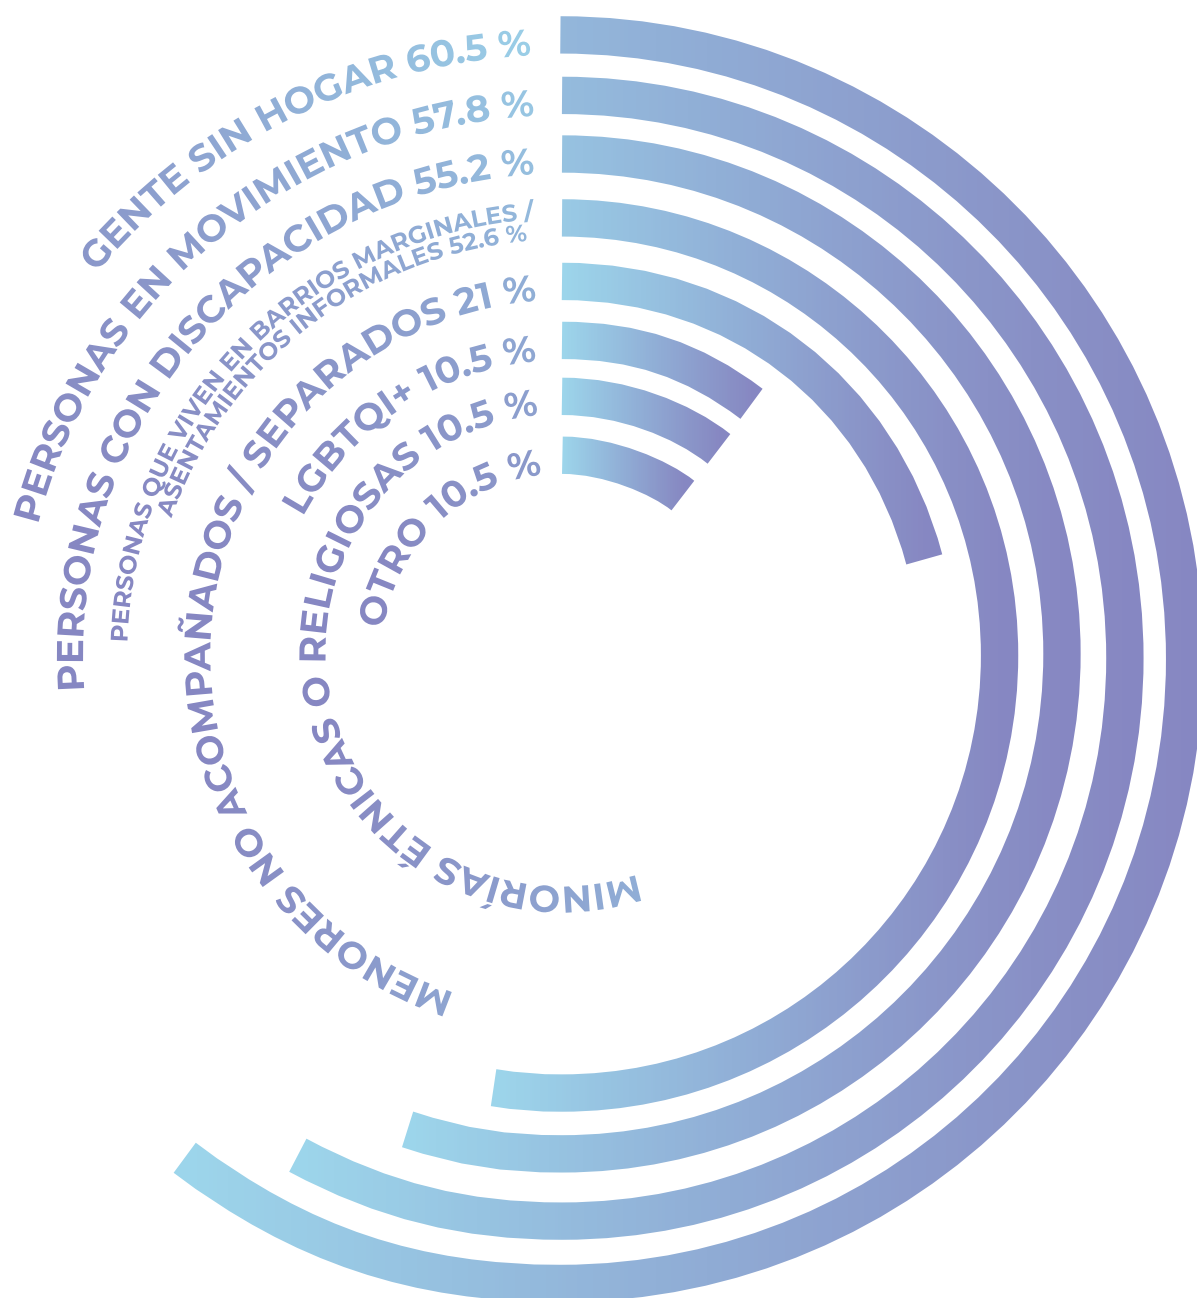 GENTE SIN HOGAR 60.5 %
PERSONAS EN MOVIMIENTO 57.8 %
PERSONAS CON DISCAPACIDAD 55.2 %
PERSONAS QUE VIVEN EN BARRIOS MARGINALES /
ASENTAMIENTOS INFORMALES 52.6 %
MENORES NO ACOMPAÑADOS / SEPARADOS 21 %
LGBTQI+ 10.5 %
MINORÍAS ÉTNICAS O RELIGIOSAS 10.5 %
OTRO 10.5 %